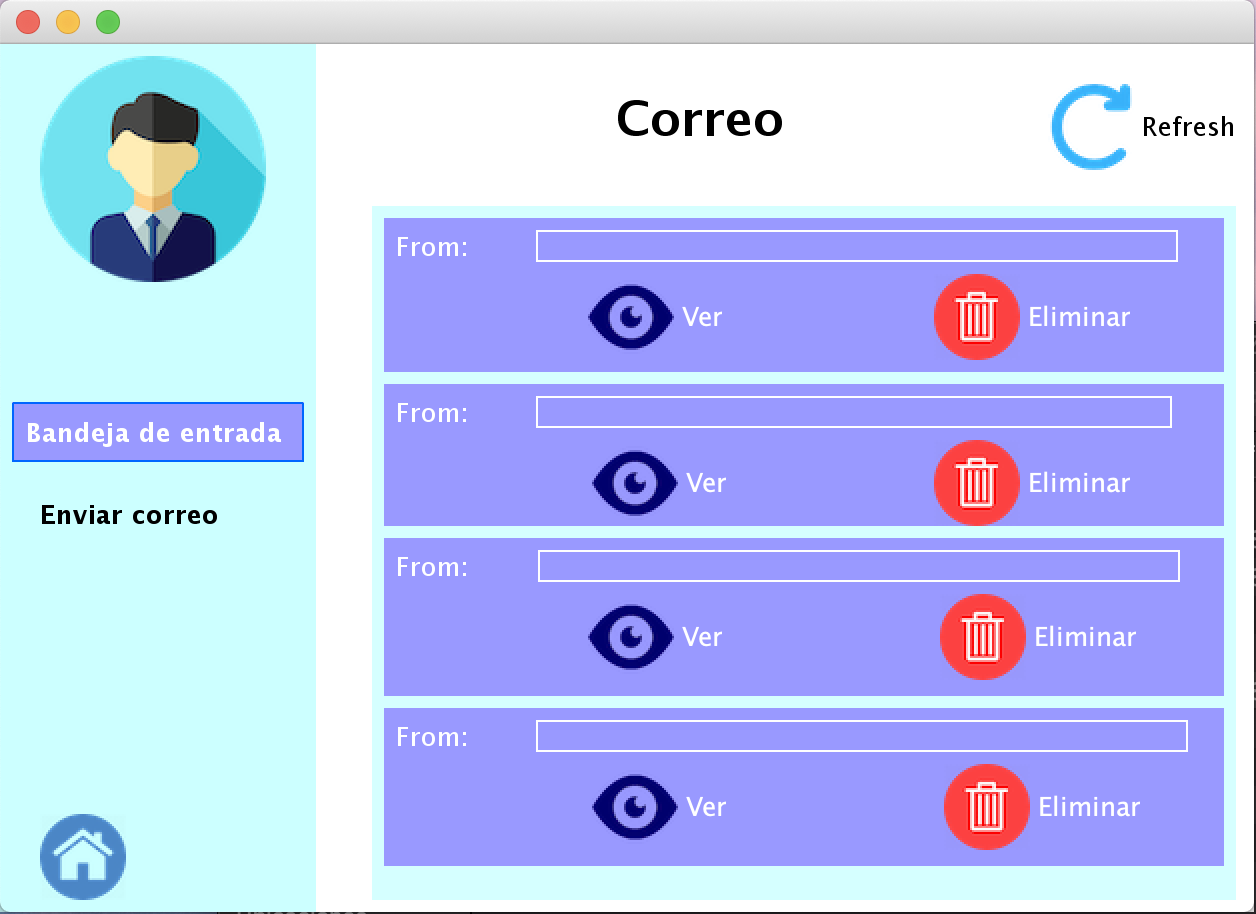 Correo
Refresh
Bandeja de entrada
Enviar correo
From:
Ver
Eliminar
From:
Ver
Eliminar
From:
Ver
Eliminar
From:
Ver
Eliminar